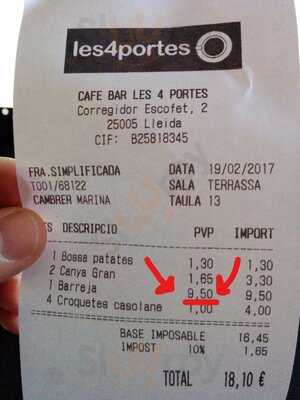 les4portes
CAFE BAR LES 4 PORTES
Corregidor Escofet, 2
25005 Lleida
CIF: B25818345
FRA.SIMPLIFICADA DATA 19/02/2017
T001/68122 SALA TERRASSA
CAMBRER MARINA TAULA 13
TS DESCRIPCIO PVP IMPORT
1 Bossa patates 1,30 1,30
2 Canya Gran 1,65 3,30
1 Barreja 9,50 9,50
4 Croquetes casolane 1,00 4,00
BASE IMPOSABLE 16,45
IMPOST 10% 1,65
TOTAL 18,10 €